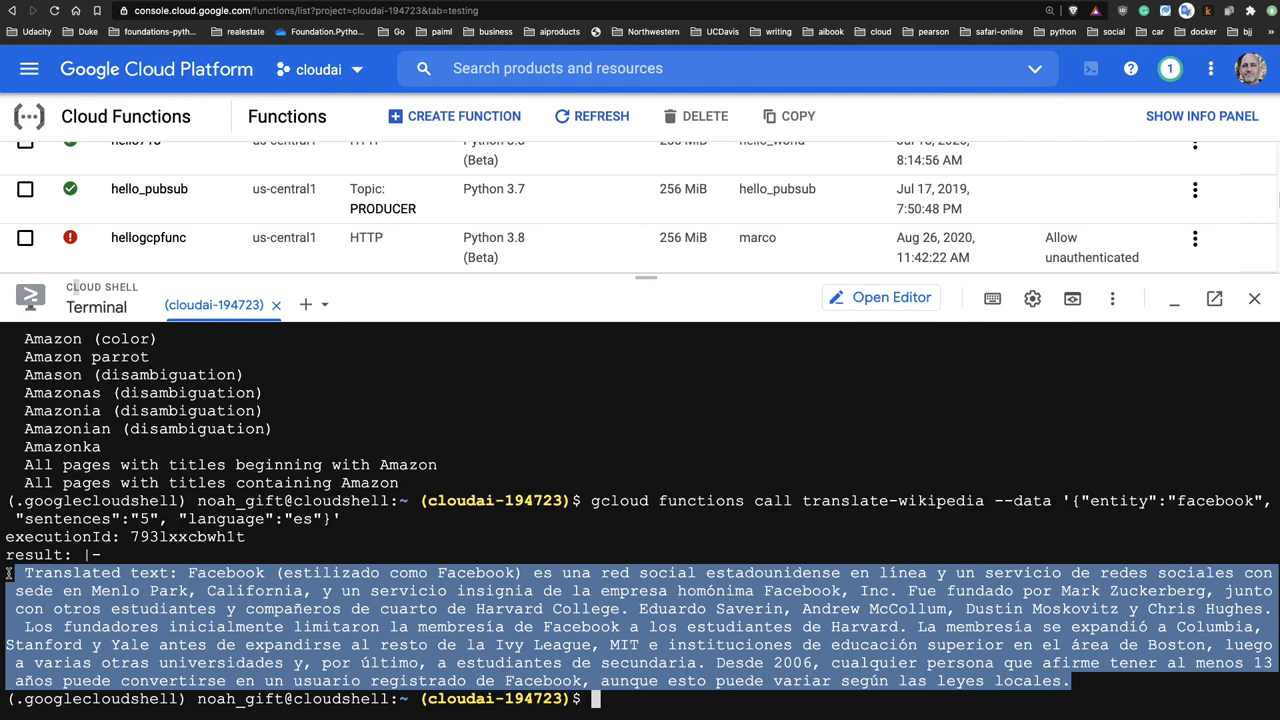 console.cloud.google.com/functions/list?project=cloudai-194723&tab=testing
Udacity Duke foundations-pyth... realestate Foundation.Pytho... Go paiml business aiproducts Northwestern UCDavis writing aibook cloud pearson safari-online python social car docker bjj »
Google Cloud Platform cloudai Search products and resources 1
Cloud Functions Functions CREATE FUNCTION REFRESH DELETE COPY SHOW INFO PANEL
(Beta) 8:14:56 AM
hello_pubsub us-central1 Topic: Python 3.7 256 MiB hello_pubsub Jul 17, 2019,
PRODUCER 7:50:48 PM
hellogcpfunc us-central1 HTTP Python 3.8 256 MiB marco Aug 26, 2020, Allow
(Beta) 11:42:22 AM unauthenticated
CLOUD SHELL
Terminal (cloudai-194723) Open Editor
Amazon (color)
Amazon parrot
Amason (disambiguation)
Amazonas (disambiguation)
Amazonia (disambiguation)
Amazonian (disambiguation)
Amazonka
All pages with titles beginning with Amazon
All pages with titles containing Amazon
(.googlecloudshell) noah_gift@cloudshell:~ (cloudai-194723)$ gcloud functions call translate-wikipedia --data '{"entity":"facebook",
"sentences":"5", "language":"es"}'
executionId: 793lxxcbwh1t
result: |-
Translated text: Facebook (estilizado como Facebook) es una red social estadounidense en línea y un servicio de redes sociales con
sede en Menlo Park, California, y un servicio insignia de la empresa homónima Facebook, Inc. Fue fundado por Mark Zuckerberg, junto
con otros estudiantes y compañeros de cuarto de Harvard College. Eduardo Saverin, Andrew McCollum, Dustin Moskovitz y Chris Hughes.
Los fundadores inicialmente limitaron la membresía de Facebook a los estudiantes de Harvard. La membresía se expandió a Columbia,
Stanford y Yale antes de expandirse al resto de la Ivy League, MIT e instituciones de educación superior en el área de Boston, luego
a varias otras universidades y, por último, a estudiantes de secundaria. Desde 2006, cualquier persona que afirme tener al menos 13
años puede convertirse en un usuario registrado de Facebook, aunque esto puede variar según las leyes locales.
(.googlecloudshell) noah_gift@cloudshell:~ (cloudai-194723)$